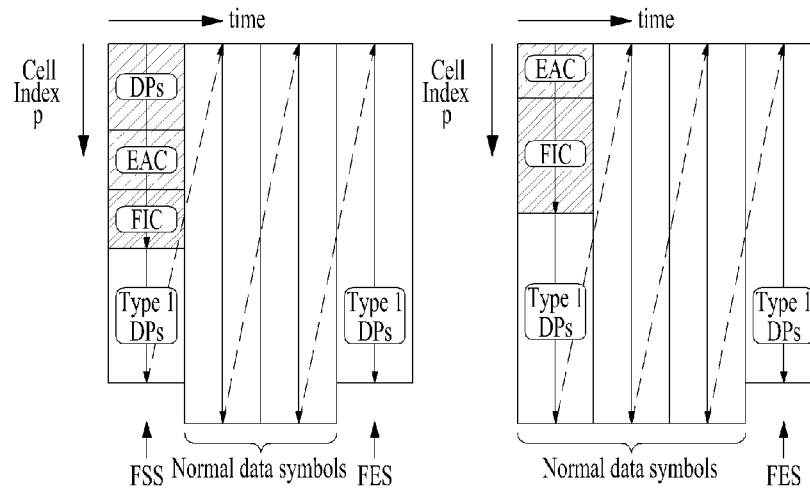 time
Cell
Index
p
DPs
EAC
FIC
Type 1
DPs
Type 1
DPs
FSS
Normal data symbols
FES
time
Cell
Index
p
EAC
FIC
Type 1
DPs
Type 1
DPs
Normal data symbols
FES